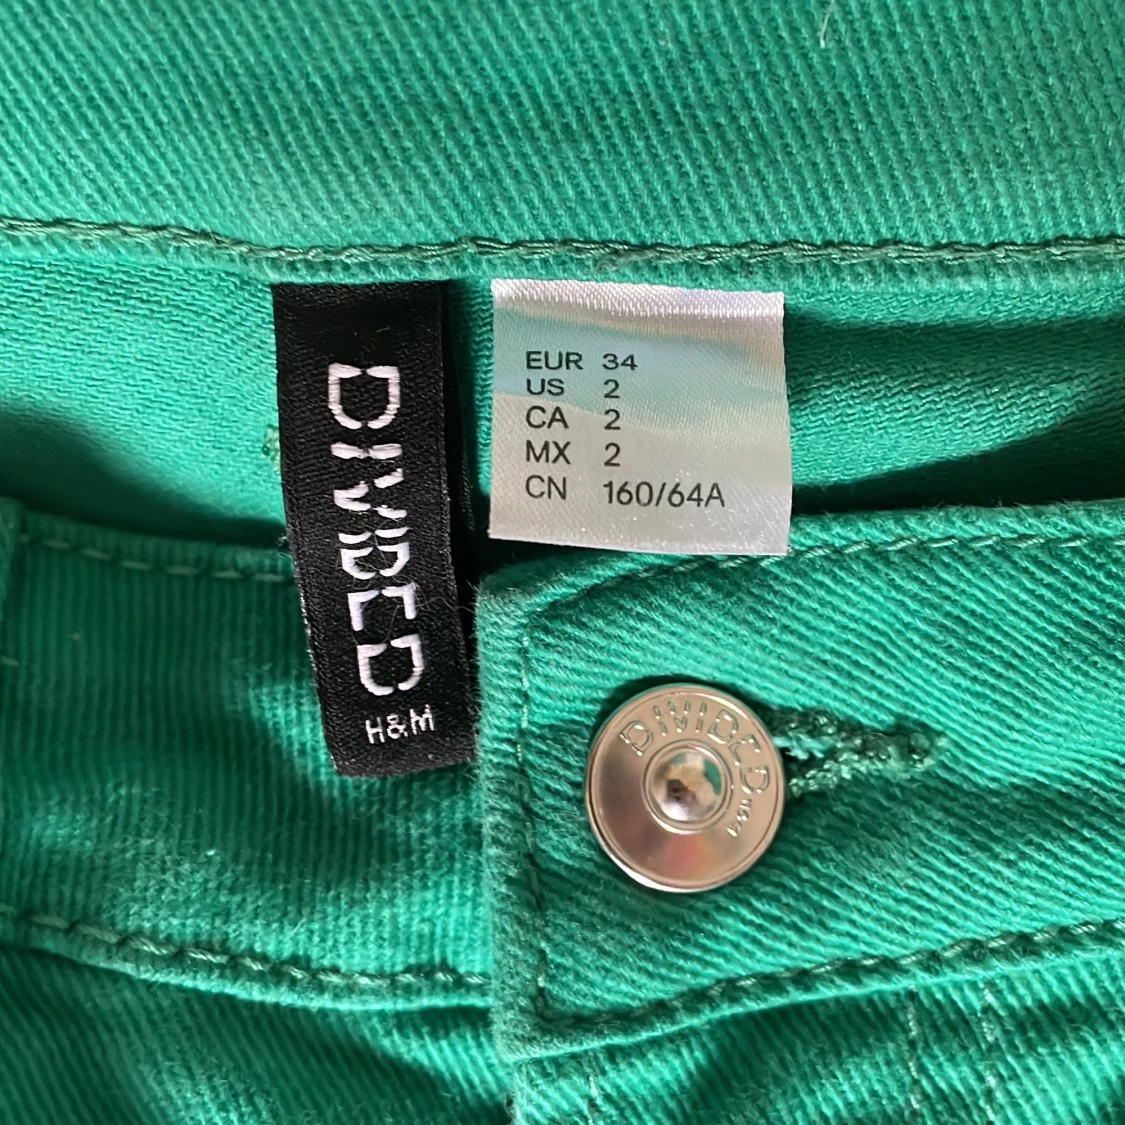 DIVIDED
H&M
EUR 34
US 2
CA 2
MX 2
CN 160/64A
DIVIDED